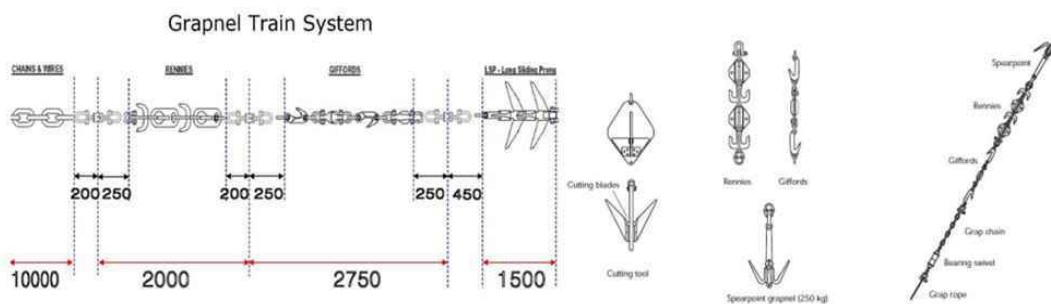 Grapnel Train System
CHAINS & WIRES
RENNIES
GIFFORDS
LSP - Long Sliding Prong
200
250
200
250
250
450
10000
2000
2750
1500
Cutting blades
Cutting tool
Rennies
Giffords
Spearpoint grapnel (250 kg)
Spearpoint
Rennies
Giffords
Grap chain
Bearing swivel
Grap rope